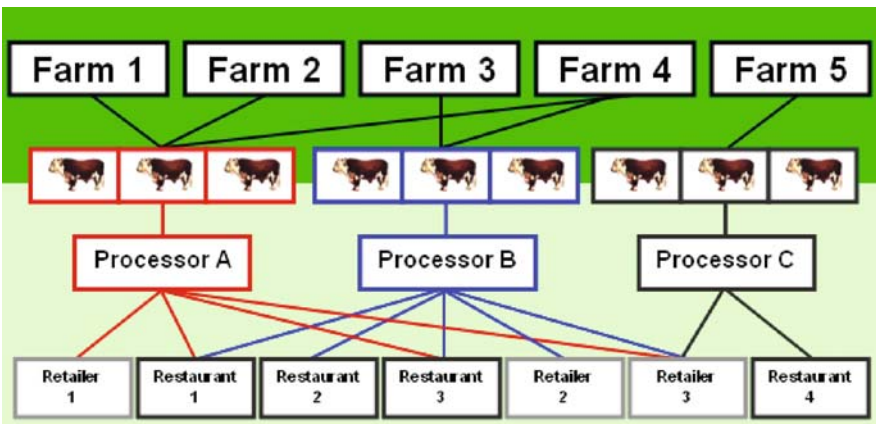 Farm 1
Farm 2
Farm 3
Farm 4
Farm 5
Processor A
Processor B
Processor C
Retailer
1
Restaurant
1
Restaurant
2
Restaurant
3
Retailer
2
Retailer
3
Restaurant
4